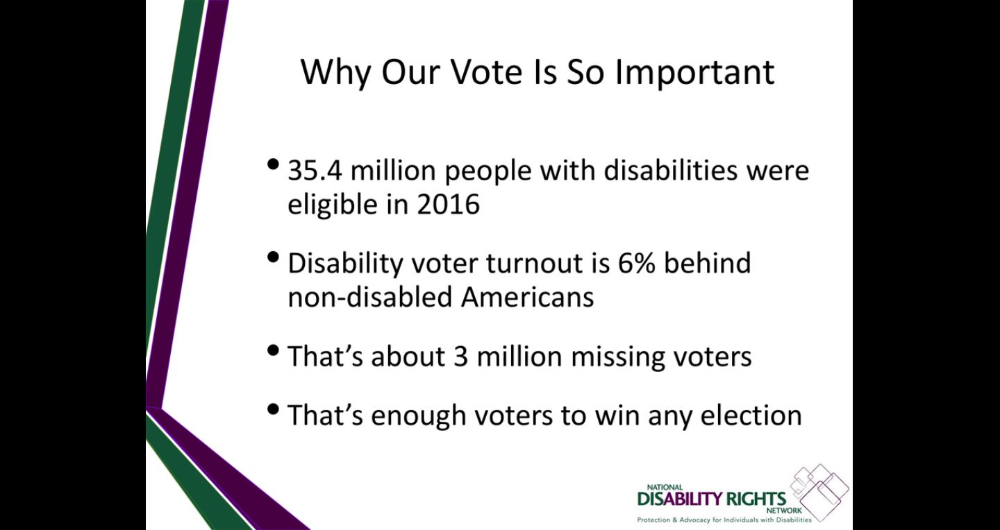 Why Our Vote Is So Important
• 35.4 million people with disabilities were
eligible in 2016
• Disability voter turnout is 6% behind
non-disabled Americans
• That’s about 3 million missing voters
• That’s enough voters to win any election
NATIONAL
DISABILITY RIGHTS
NETWORK
Protection & Advocacy for Individuals with Disabilities